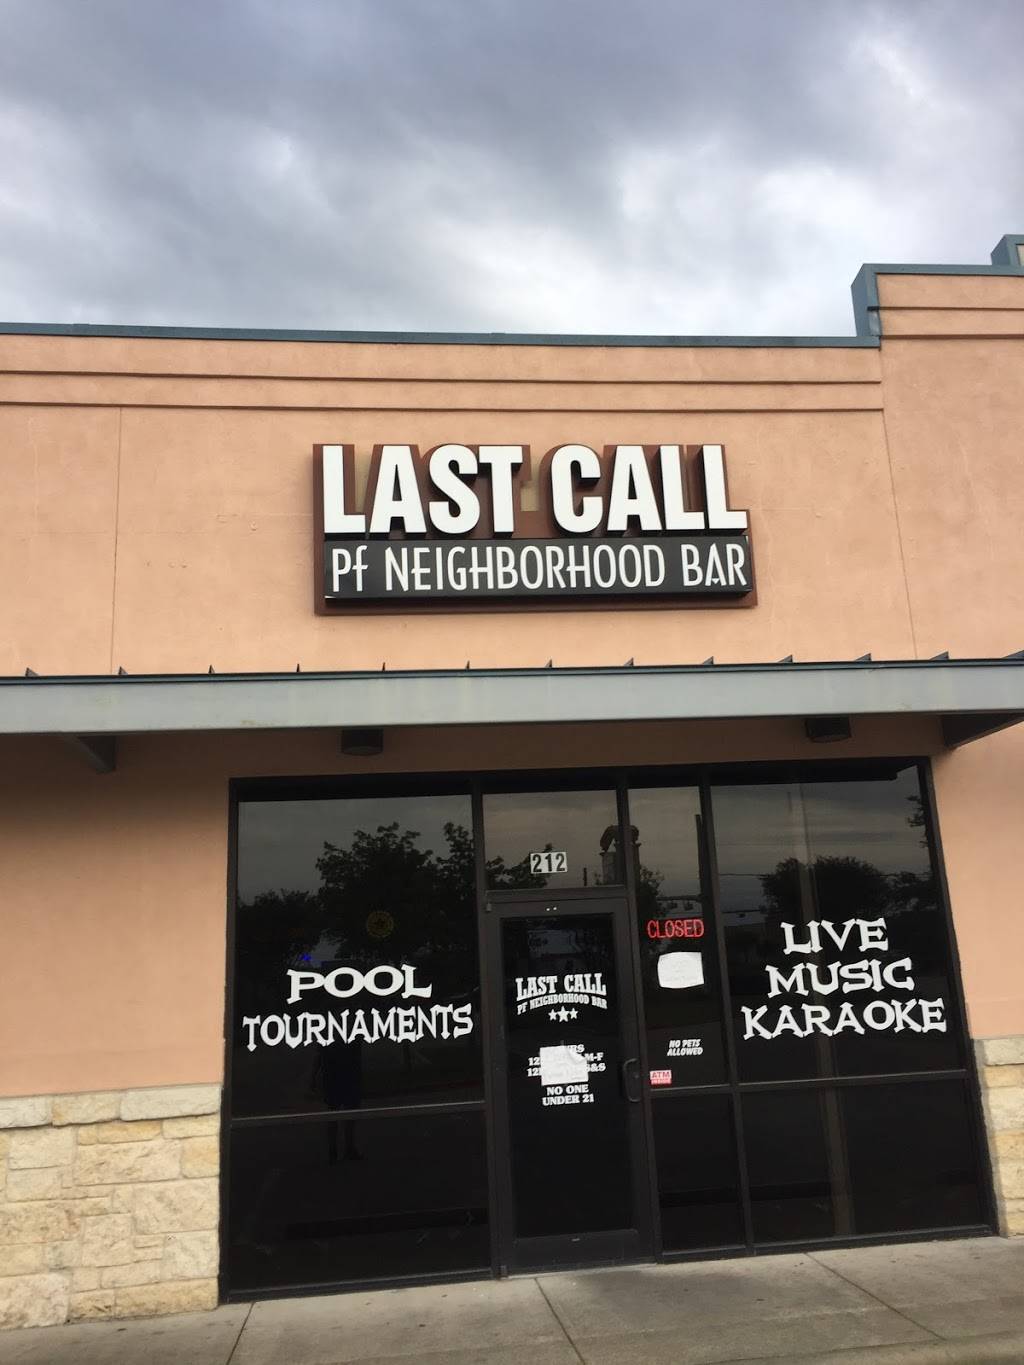 LAST CALL
Pf NEIGHBORHOOD BAR
212
POOL
TOURNAMENTS
LAST CALL
Pf NEIGHBORHOOD BAR
M-F
S&S
NO ONE
UNDER 21
CLOSED
NO PETS
ALLOWED
ATM
INSIDE
LIVE
MUSIC
KARAOKE